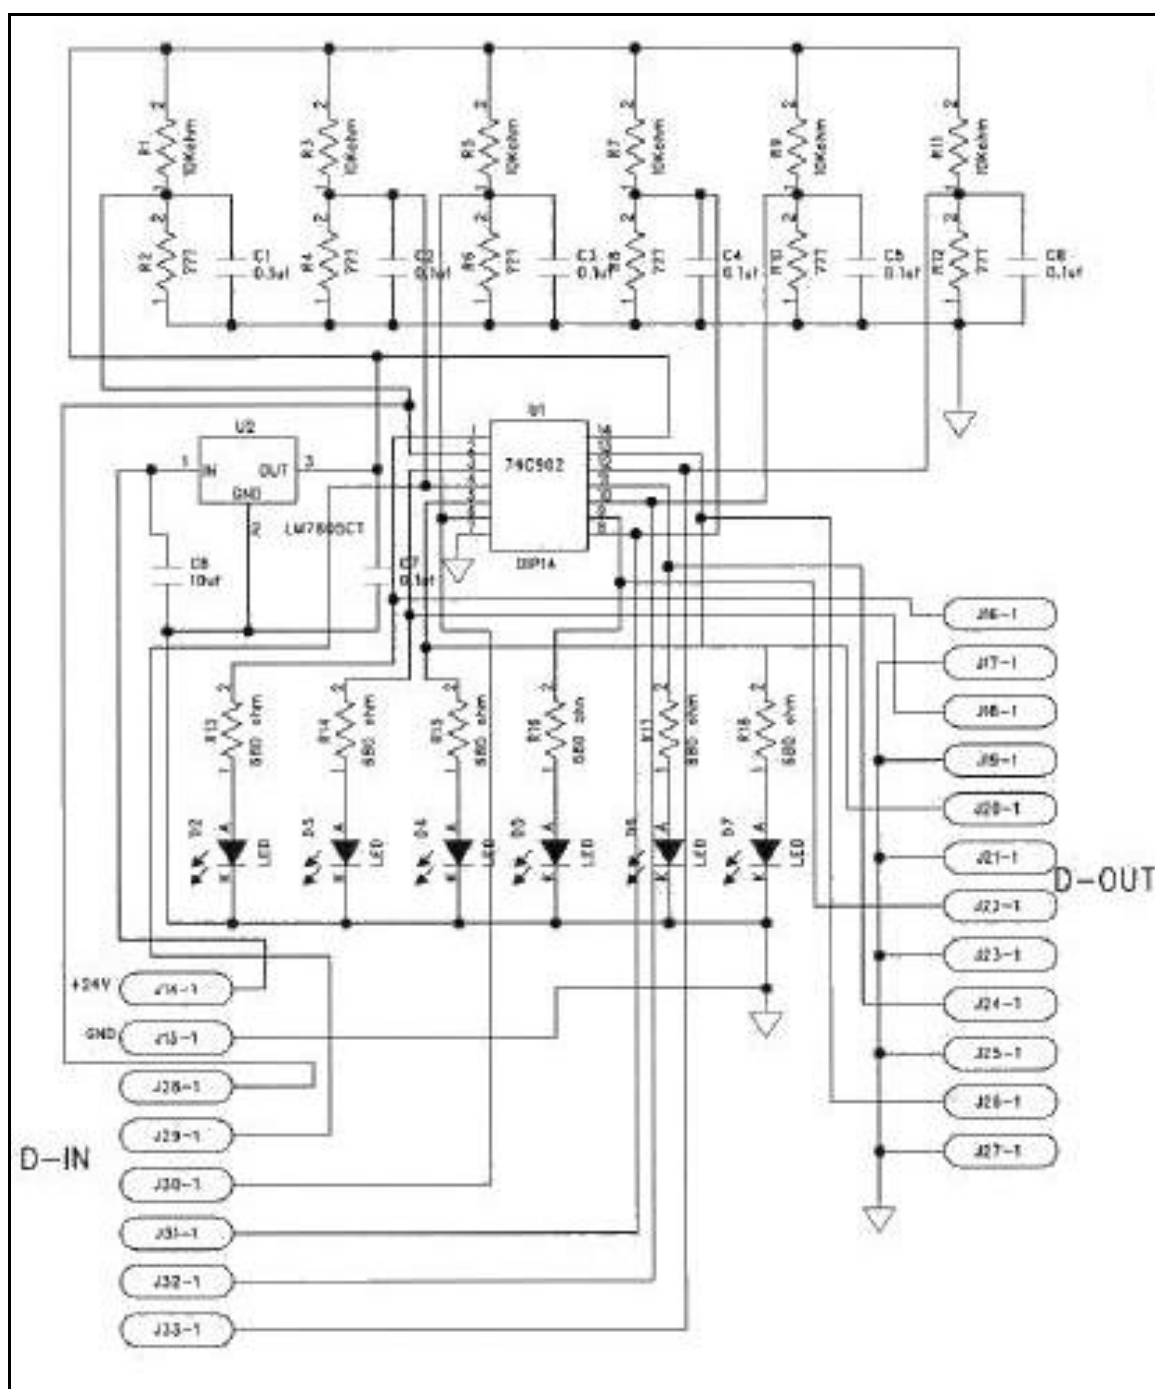 R1
10Kohm
R3
10Kohm
R5
10Kohm
R7
10Kohm
R9
10Kohm
R11
10Kohm
R2
???
C1
R4
???
0.1uf
R6
???
C3
0.1uf
???
C4
0.1uf
R10
???
C5
0.1uf
R12
???
0.1uf
U2
1
IN
OUT
3
GND
2
LM7805CT
U1
74C902
DIP14
10uf
C7
0.1uf
R13
680 ohm
R14
680 ohm
R15
680 ohm
R16
680 ohm
R17
680 ohm
R18
680 ohm
D2
A
K
LED
D3
A
K
LED
D4
A
K
LED
D5
A
K
LED
D6
A
K
LED
D7
A
K
LED
J16-1
J17-1
J18-1
J19-1
J20-1
J21-1
D-OUT
J22-1
J23-1
J24-1
J25-1
J26-1
J27-1
+24V
J14-1
GND
J15-1
J28-1
J29-1
D-IN
J30-1
J31-1
J32-1
J33-1